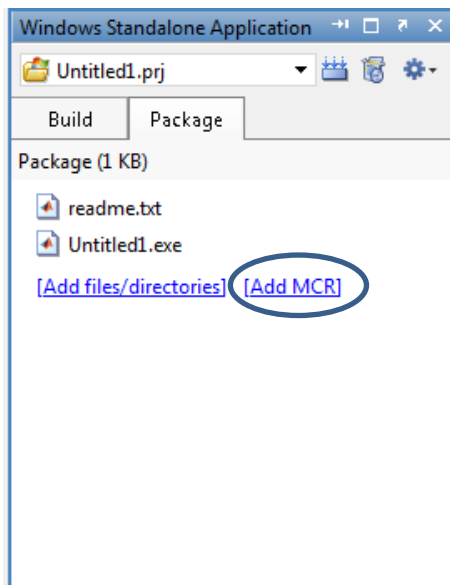 Windows Standalone Application
Untitled1.prj
Build Package
Package (1 KB)
readme.txt
Untitled1.exe
[Add files/directories] [Add MCR]